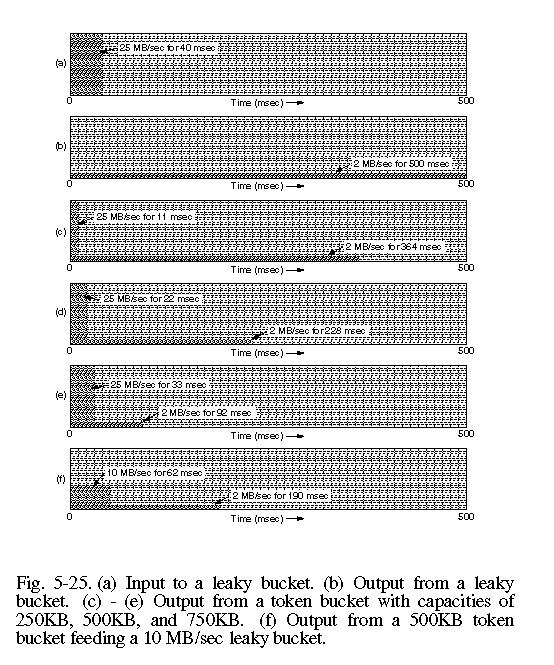 25 MB/sec for 40 msec
(a)
0 Time (msec) 500
(b)
2 MB/sec for 500 msec
0 Time (msec) 500
25 MB/sec for 11 msec
(c)
2 MB/sec for 364 msec
0 Time (msec) 500
25 MB/sec for 22 msec
(d)
2 MB/sec for 228 msec
0 Time (msec) 500
25 MB/sec for 33 msec
(e)
2 MB/sec for 92 msec
0 Time (msec) 500
10 MB/sec for 62 msec
(f)
2 MB/sec for 190 msec
0 Time (msec) 500
Fig. 5-25. (a) Input to a leaky bucket. (b) Output from a leaky
bucket. (c) - (e) Output from a token bucket with capacities of
250KB, 500KB, and 750KB. (f) Output from a 500KB token
bucket feeding a 10 MB/sec leaky bucket.